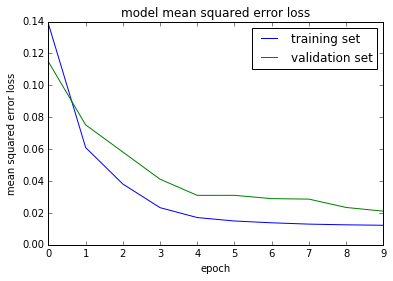 model mean squared error loss
0.14
0.12
0.10
0.08
0.06
0.04
0.02
0.00
mean squared error loss
training set
validation set
0 1 2 3 4 5 6 7 8 9
epoch